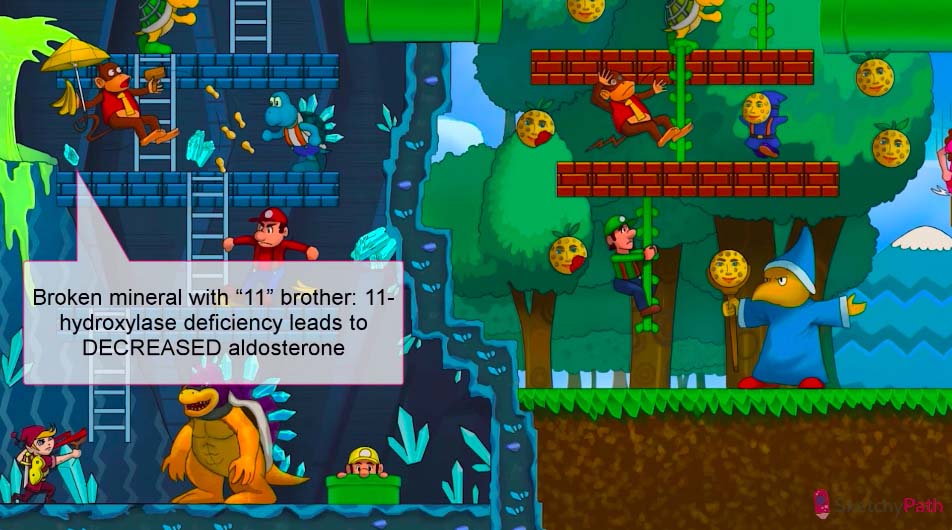 Broken mineral with “11” brother: 11-
hydroxylase deficiency leads to
DECREASED aldosterone
SketchyPath